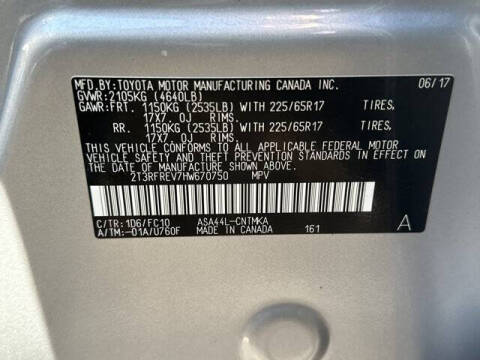 MFD.BY:TOYOTA MOTOR MANUFACTURING CANADA INC. 06/17
GVWR:2105KG (4640LB)
GAWR:FRT. 1150KG (2535LB) WITH 225/65R17 TIRES,
17X7.0J RIMS.
RR. 1150KG (2535LB) WITH 225/65R17 TIRES,
17X7.0J RIMS.
THIS VEHICLE CONFORMS TO ALL APPLICABLE FEDERAL MOTOR
VEHICLE SAFETY AND THEFT PREVENTION STANDARDS IN
EFFECT ON THE DATE OF MANUFACTURE SHOWN ABOVE.
2T3RFREV7HW670750 MPV
C/TR:1D6/FC10 ASA44L-CNTMKA
A/TM:-01A/U760F MADE IN CANADA 161 A